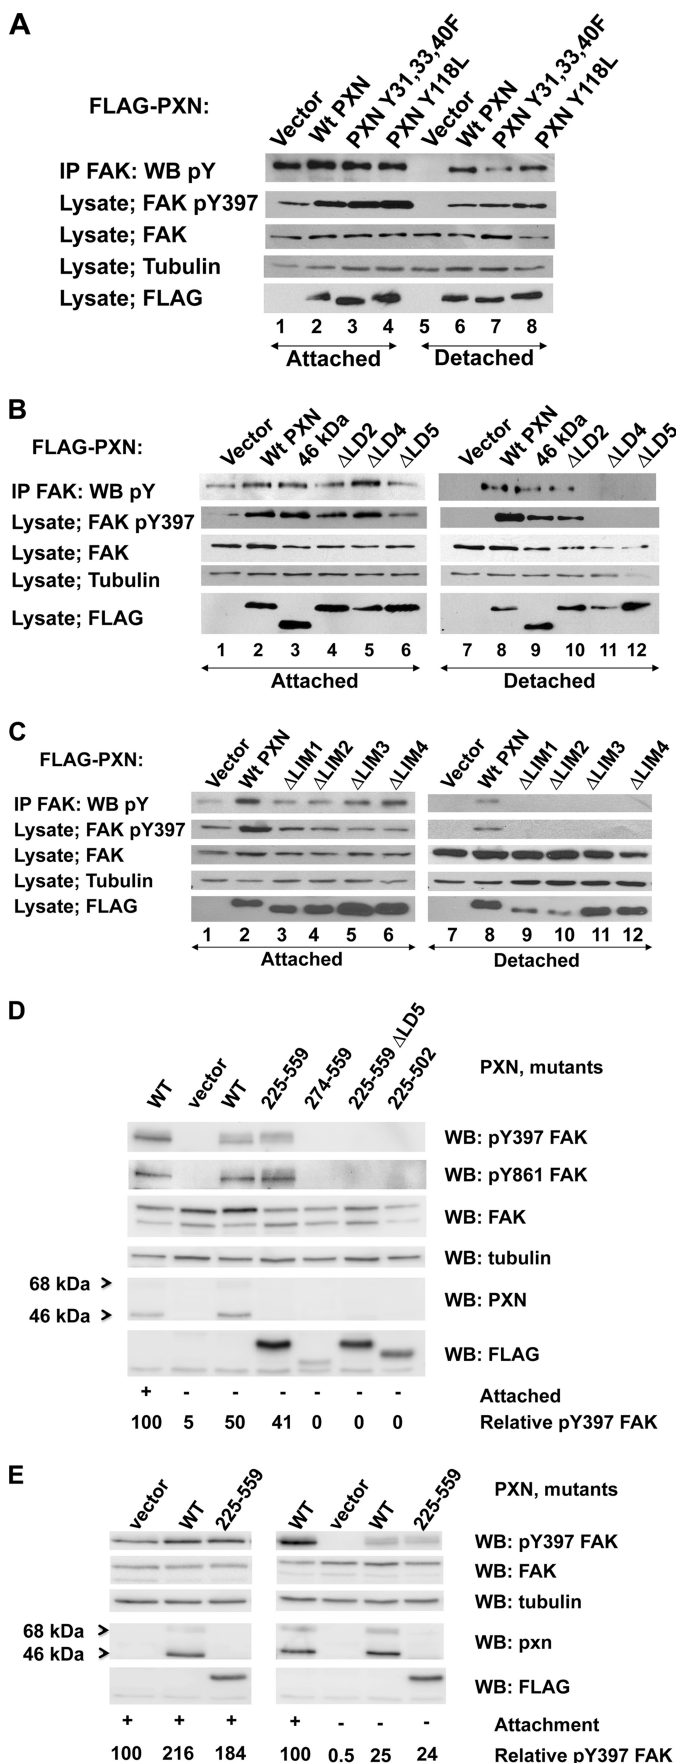 A
FLAG-PXN:
Vector Wt PXN PXN Y31,33,40F PXN Y118L Vector Wt PXN PXN Y31,33,40F PXN Y118L
IP FAK: WB pY
Lysate; FAK pY397
Lysate; FAK
Lysate; Tubulin
Lysate; FLAG
1 2 3 4 5 6 7 8
Attached Detached
B
FLAG-PXN:
Vector Wt PXN 46 kDa ΔLD2 ΔLD4 ΔLD5 Vector Wt PXN 46 kDa ΔLD2 ΔLD4 ΔLD5
IP FAK: WB pY
Lysate; FAK pY397
Lysate; FAK
Lysate; Tubulin
Lysate; FLAG
1 2 3 4 5 6 7 8 9 10 11 12
Attached Detached
C
FLAG-PXN:
Vector Wt PXN ΔLIM1 ΔLIM2 ΔLIM3 ΔLIM4 Vector Wt PXN ΔLIM1 ΔLIM2 ΔLIM3 ΔLIM4
IP FAK: WB pY
Lysate; FAK pY397
Lysate; FAK
Lysate; Tubulin
Lysate; FLAG
1 2 3 4 5 6 7 8 9 10 11 12
Attached Detached
D
WT vector WT 225-559 274-559 225-559 ΔLD5 225-502
PXN, mutants
WB: pY397 FAK
WB: pY861 FAK
WB: FAK
WB: tubulin
68 kDa >
WB: PXN
46 kDa >
WB: FLAG
+ - - - - - - Attached
100 5 50 41 0 0 0 Relative pY397 FAK
E
vector WT 225-559 WT vector WT 225-559
PXN, mutants
WB: pY397 FAK
WB: FAK
WB: tubulin
68 kDa >
WB: pxn
46 kDa >
WB: FLAG
+ + + + - - - Attachment
100 216 184 100 0.5 25 24 Relative pY397 FAK